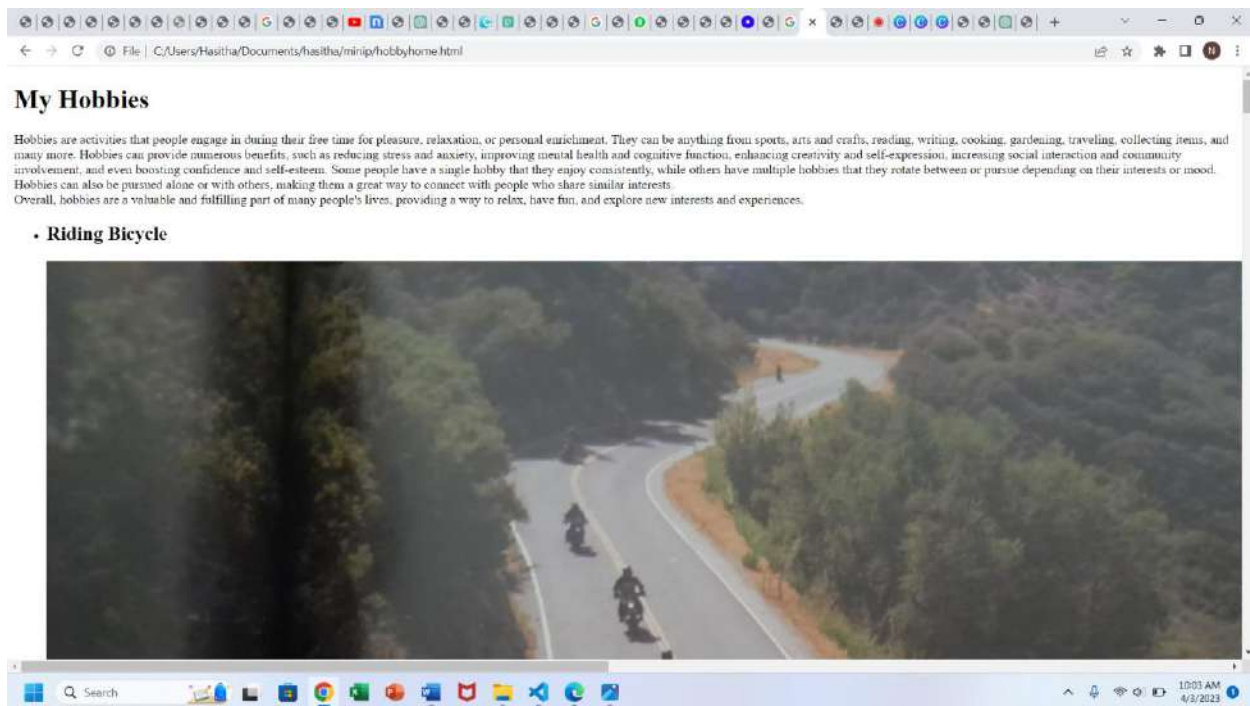 File | C:/Users/Hasitha/Documents/hasitha/minip/hobbyhome.html
N
My Hobbies
Hobbies are activities that people engage in during their free time for pleasure, relaxation, or personal enrichment. They can be anything from sports, arts and crafts, reading, writing, cooking, gardening, traveling, collecting items, and
many more. Hobbies can provide numerous benefits, such as reducing stress and anxiety, improving mental health and cognitive function, enhancing creativity and self-expression, increasing social interaction and community
involvement, and even boosting confidence and self-esteem. Some people have a single hobby that they enjoy consistently, while others have multiple hobbies that they rotate between or pursue depending on their interests or mood.
Hobbies can also be pursued alone or with others, making them a great way to connect with people who share similar interests.
Overall, hobbies are a valuable and fulfilling part of many people's lives, providing a way to relax, have fun, and explore new interests and experiences.
• Riding Bicycle
Search
10:03 AM
4/3/2023